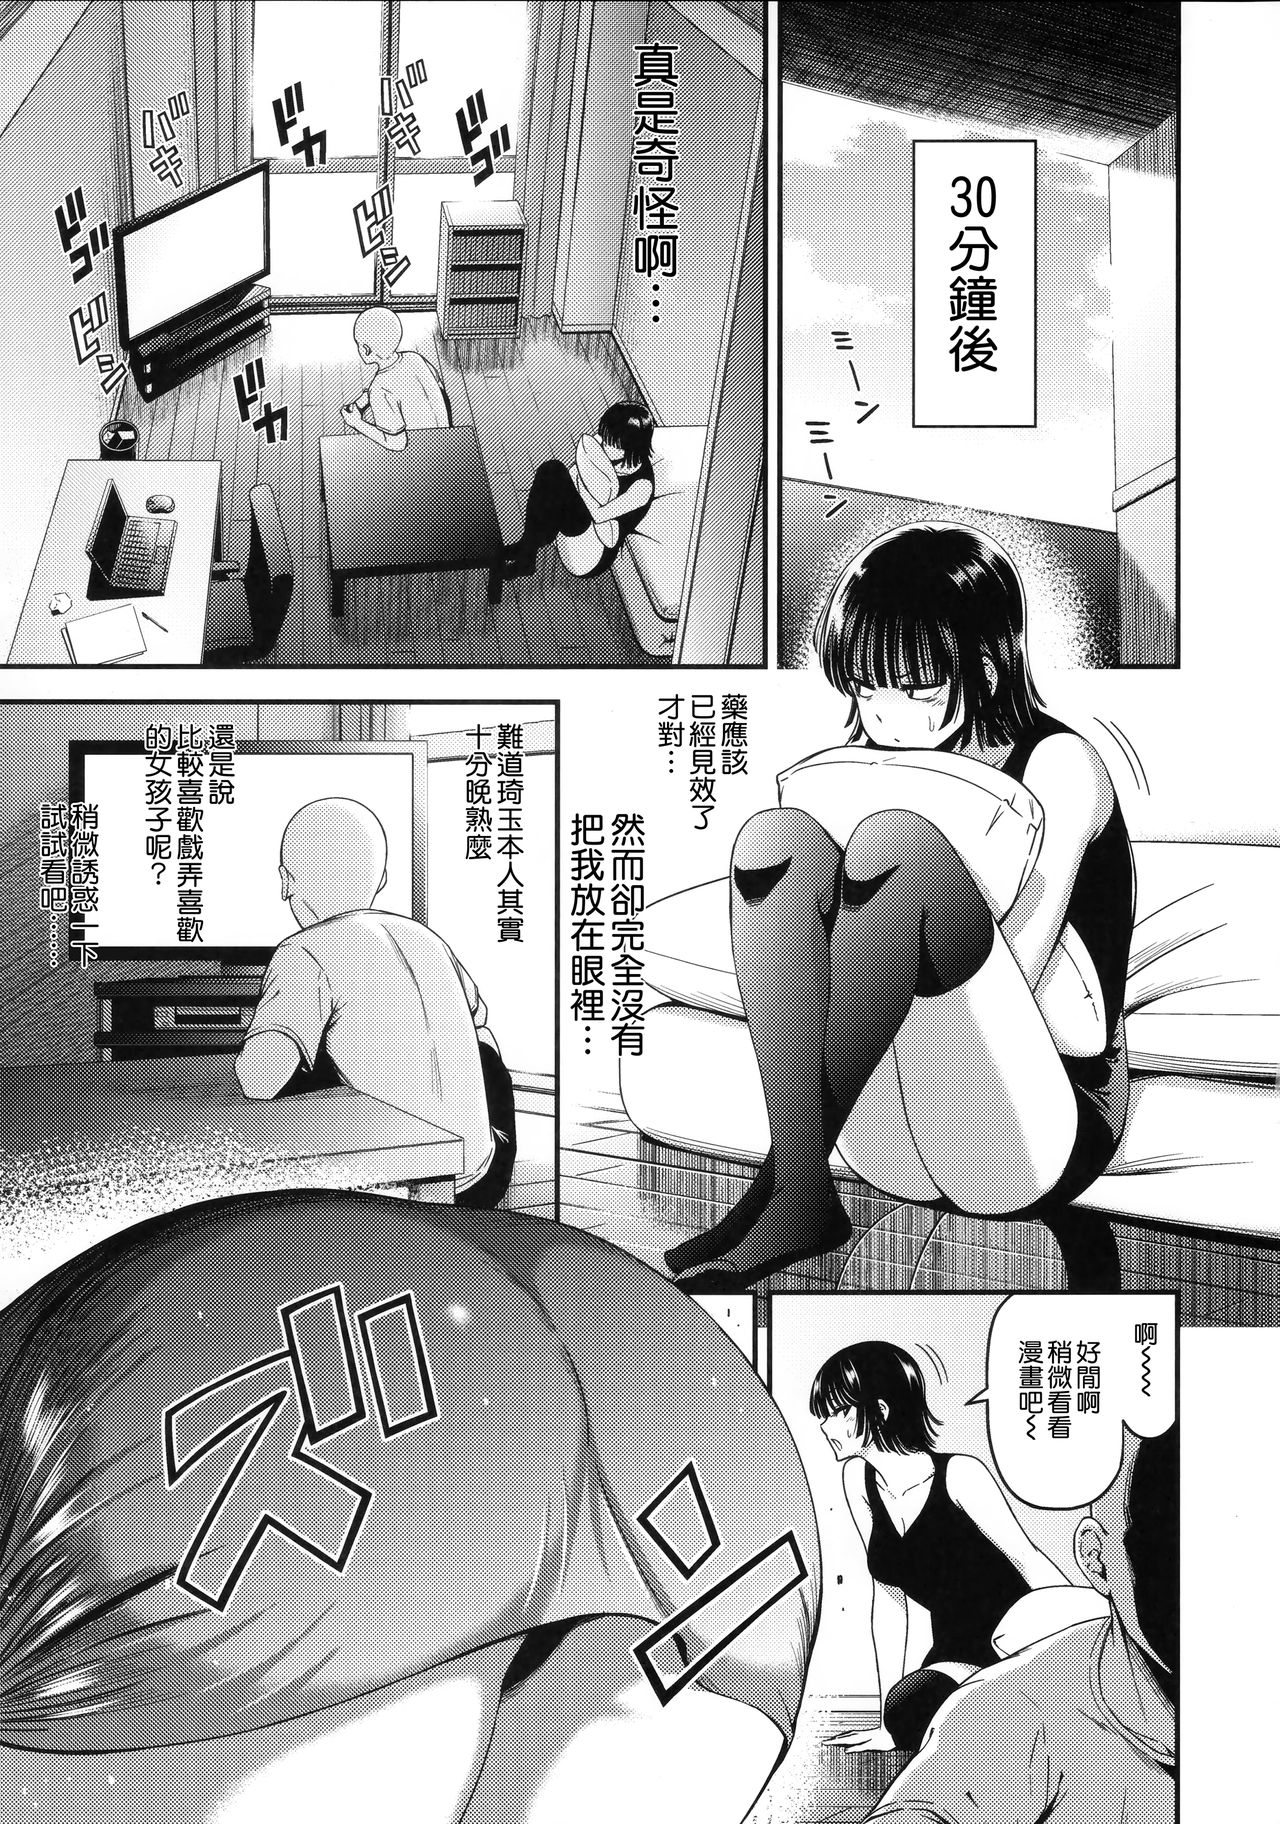 30分鐘後
ミーン
ミーン
真是奇怪啊…
ドゴ
バキ
ビシ
ドカ
バキ
ドゴ
ビシ
ドカ
藥應該
已經見效了
才對…
然而卻完全沒有
把我放在眼裡…
難道琦玉本人其實
十分晚熟麼
還是說
比較喜歡戲弄喜歡
的女孩子呢？
稍微誘惑一下
試試看吧……
啊～～～
好閒啊
稍微看看
漫畫吧～
ズイッ